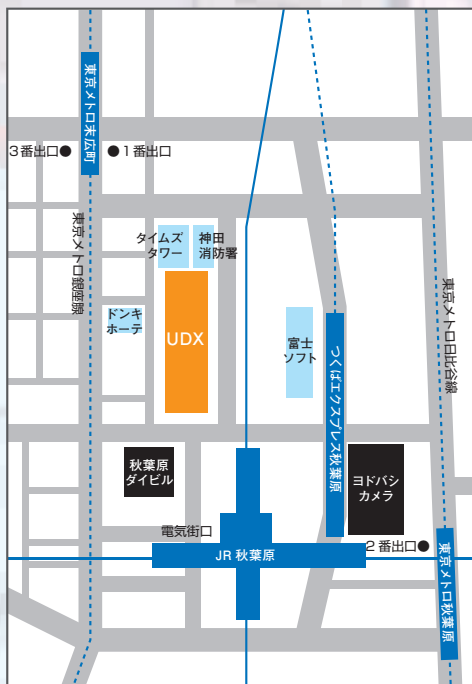 東京メトロ末広町
3番出口●
●1番出口
東京メトロ銀座線
タイムズ
タワー
神田
消防署
ドンキ
ホーテ
UDX
富士
ソフト
つくばエクスプレス秋葉原
東京メトロ日比谷線
秋葉原
ダイビル
ヨドバシ
カメラ
電気街口
JR 秋葉原
2番出口●
東京メトロ秋葉原